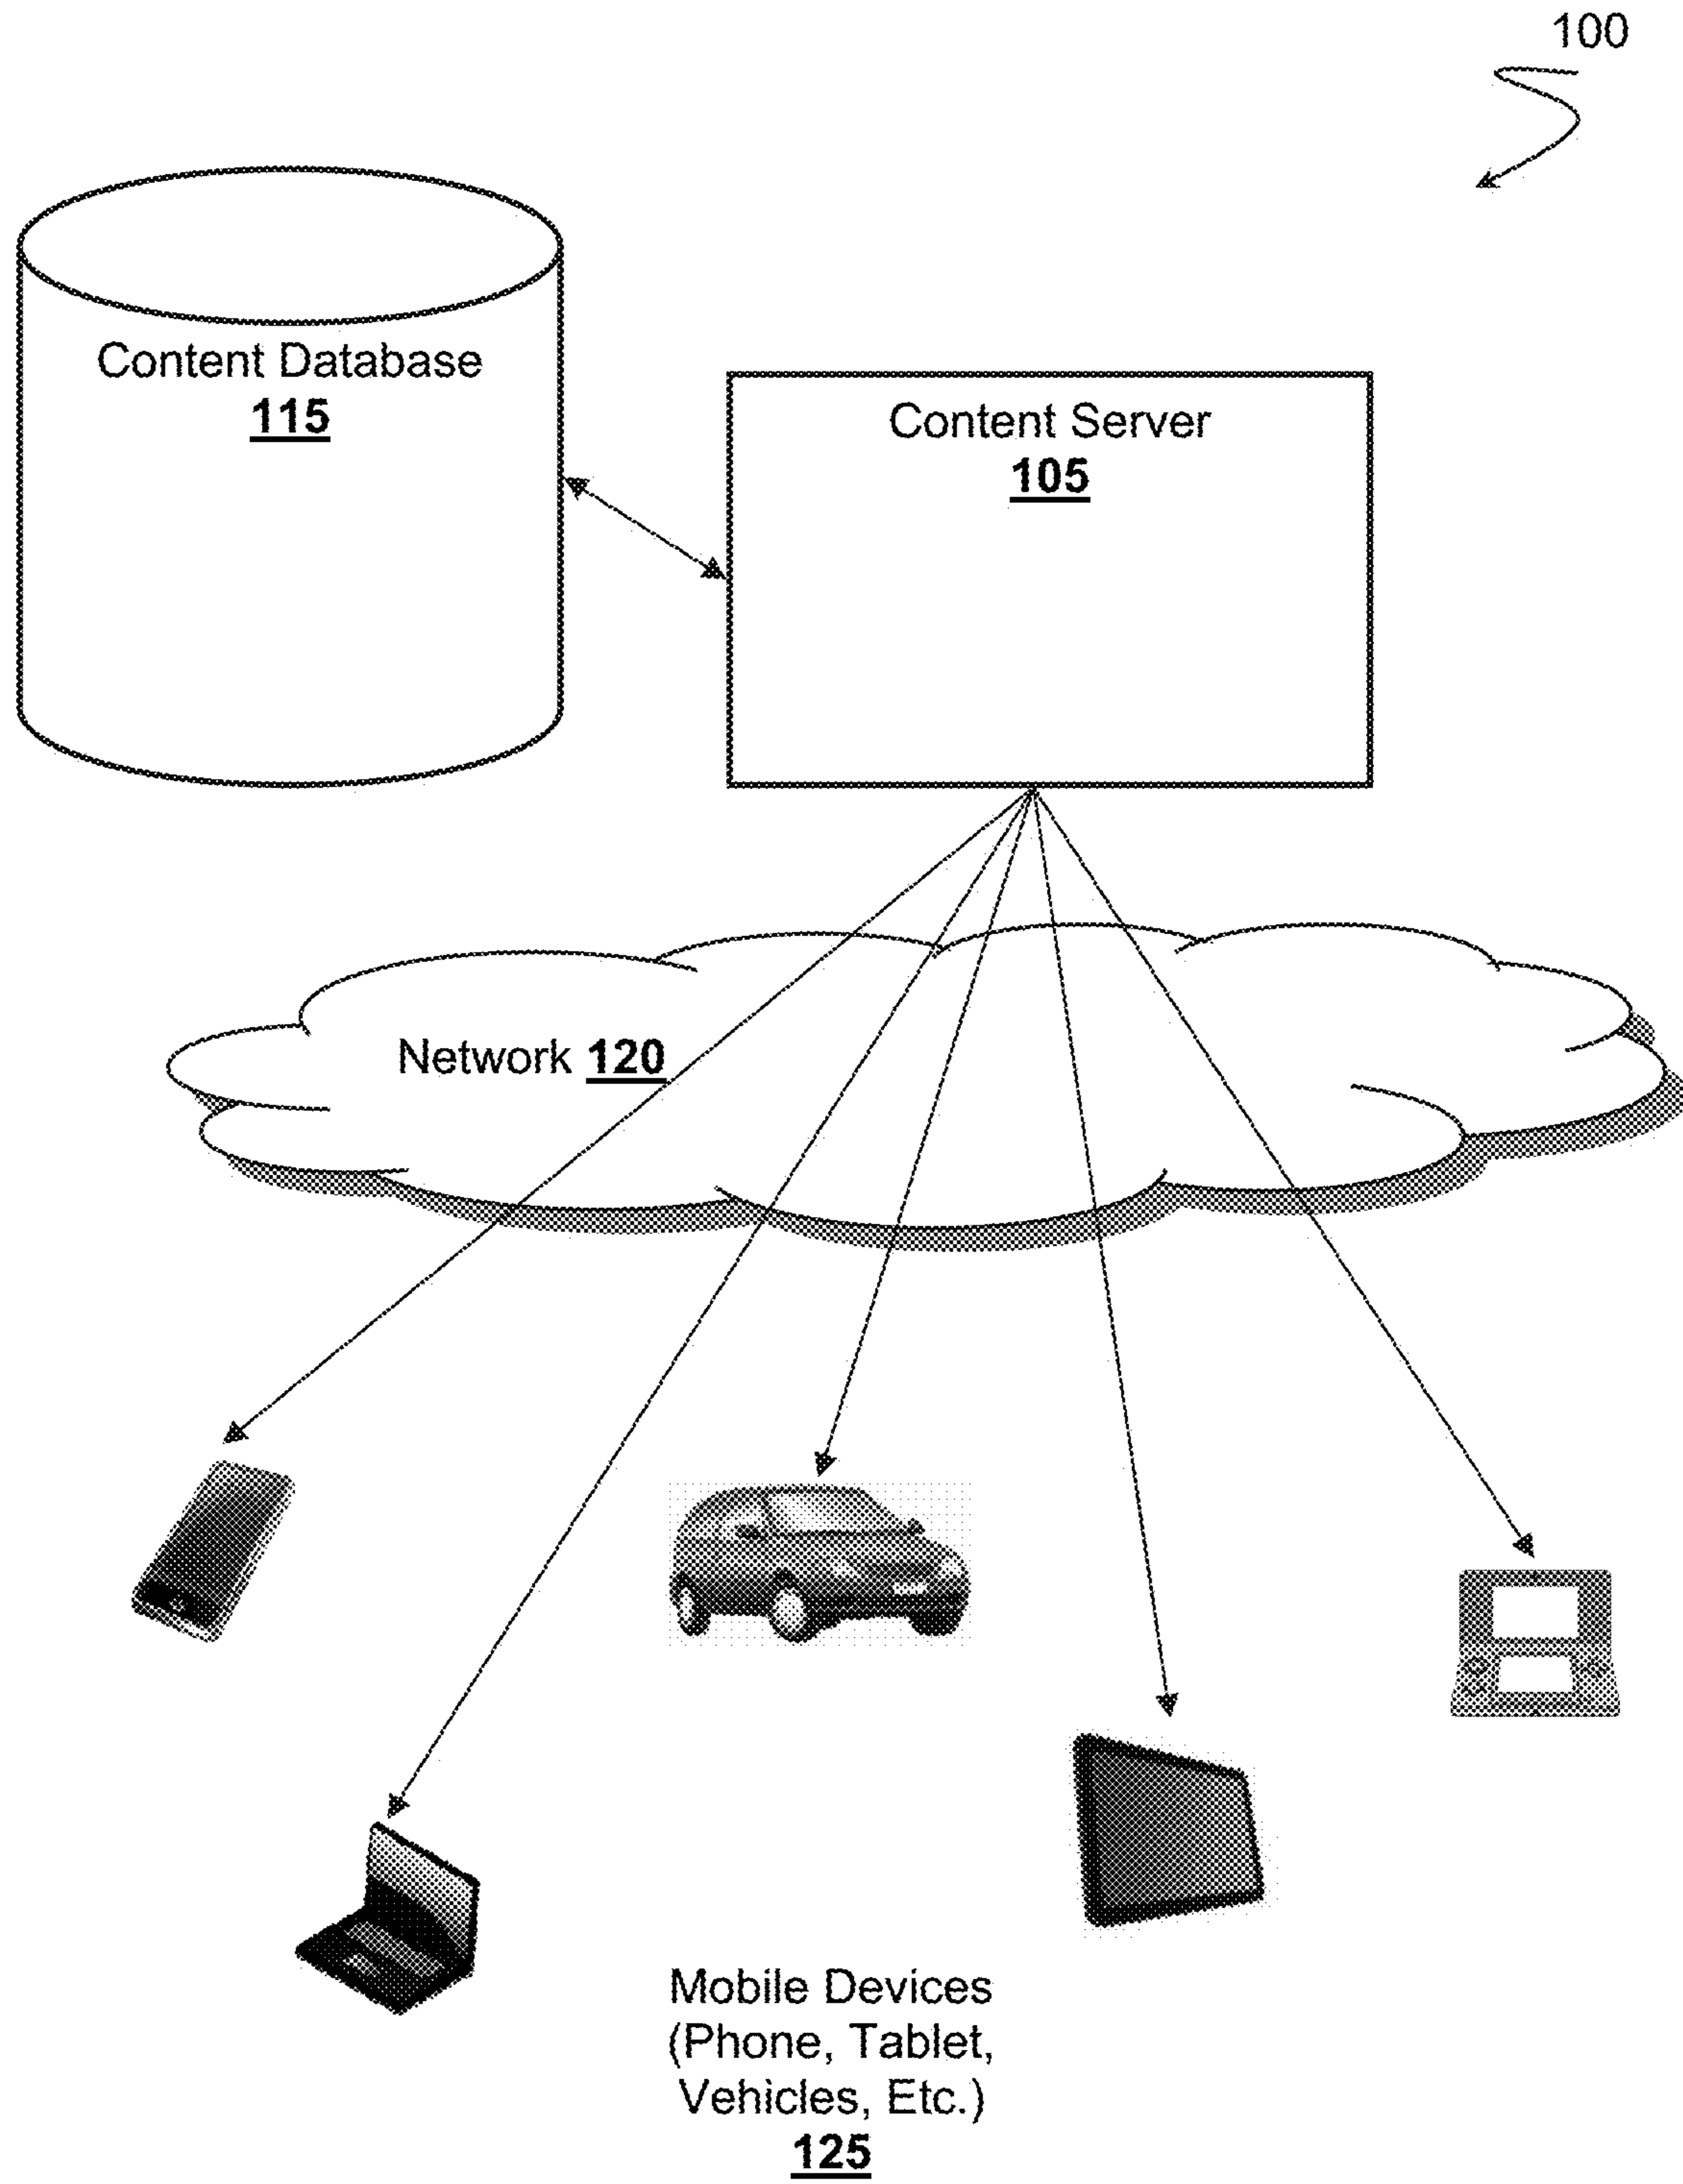 100
Content Database
115
Content Server
105
Network 120
Mobile Devices
(Phone, Tablet,
Vehicles, Etc.)
125